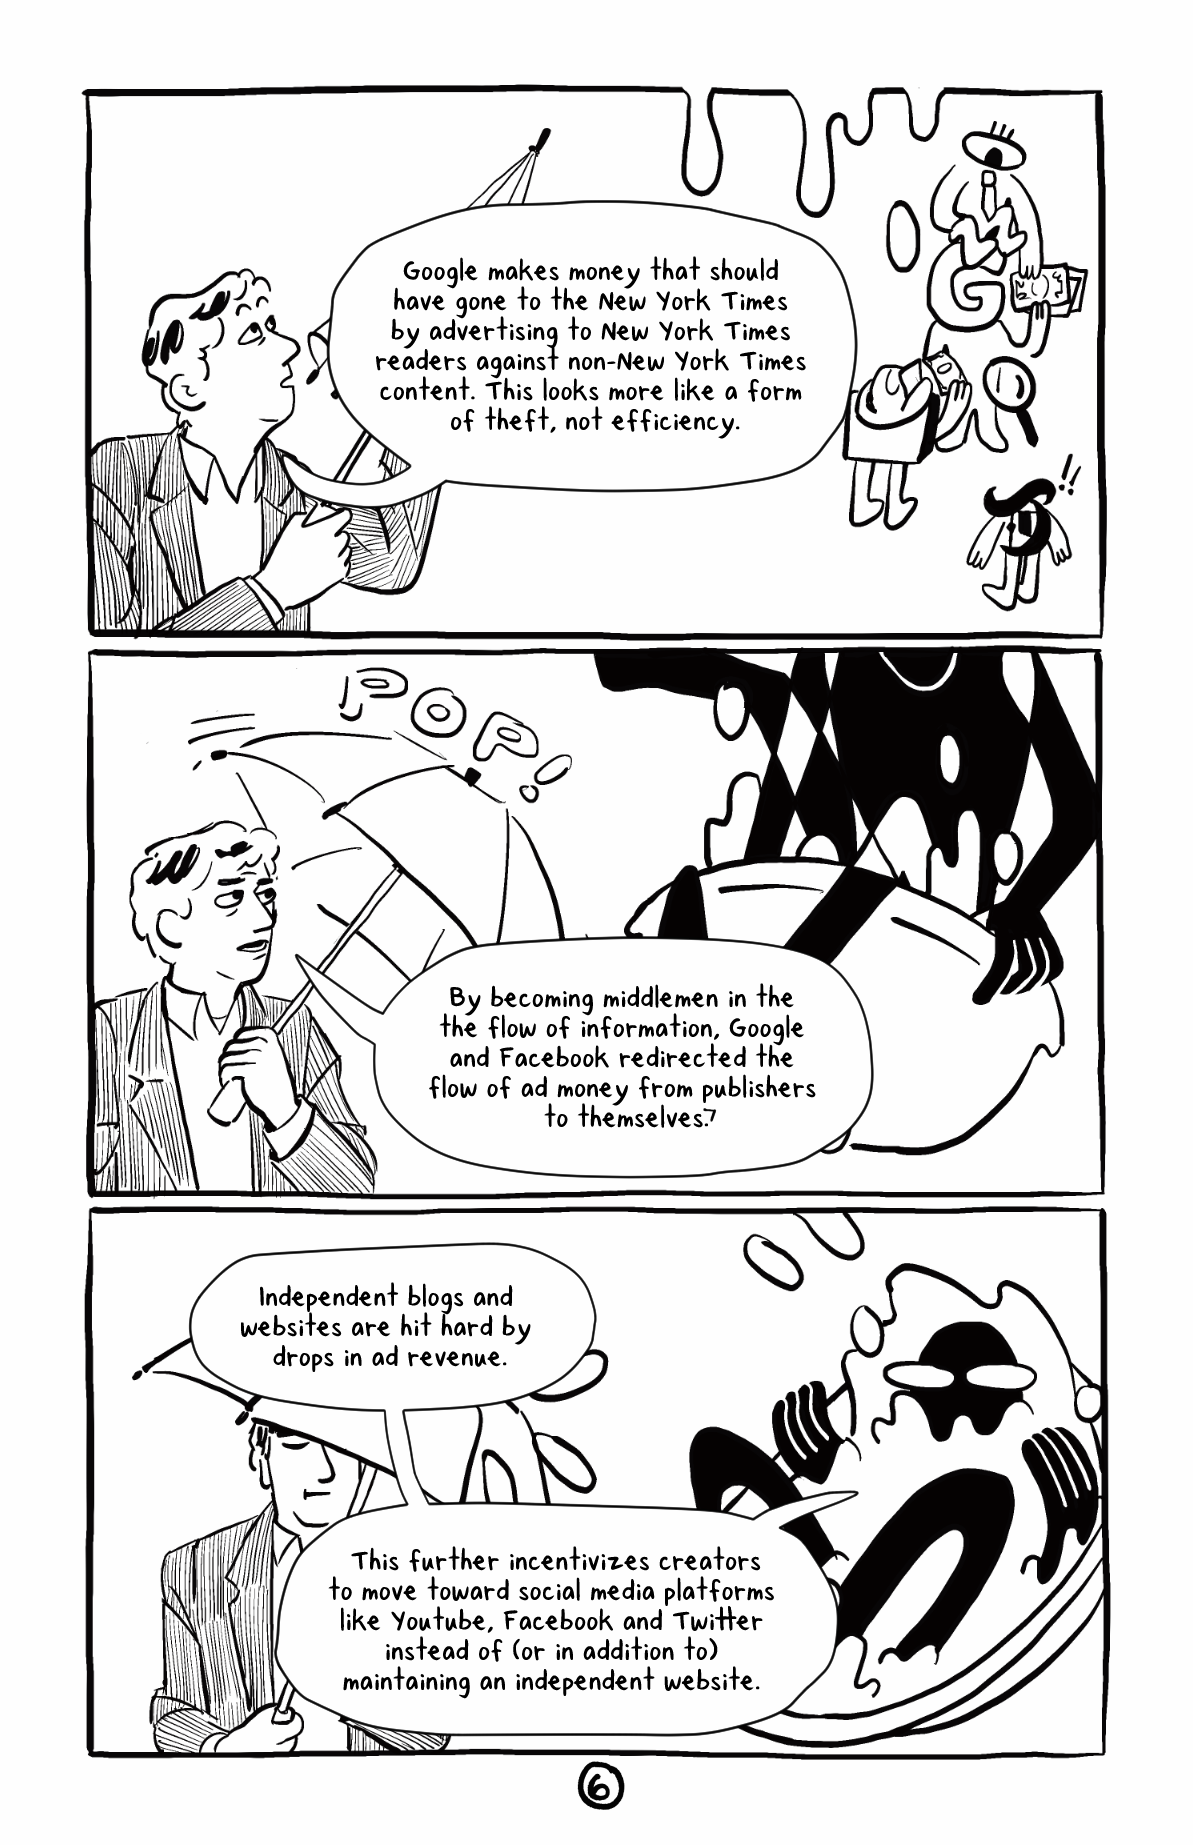 Google makes money that should
have gone to the New York Times
by advertising to New York Times
readers against non-New York Times
content. This looks more like a form
of theft, not efficiency.
G
!!
POP!
By becoming middlemen in the
the flow of information, Google
and Facebook redirected the
flow of ad money from publishers
to themselves.7
Independent blogs and
websites are hit hard by
drops in ad revenue.
This further incentivizes creators
to move toward social media platforms
like Youtube, Facebook and Twitter
instead of (or in addition to)
maintaining an independent website.
6